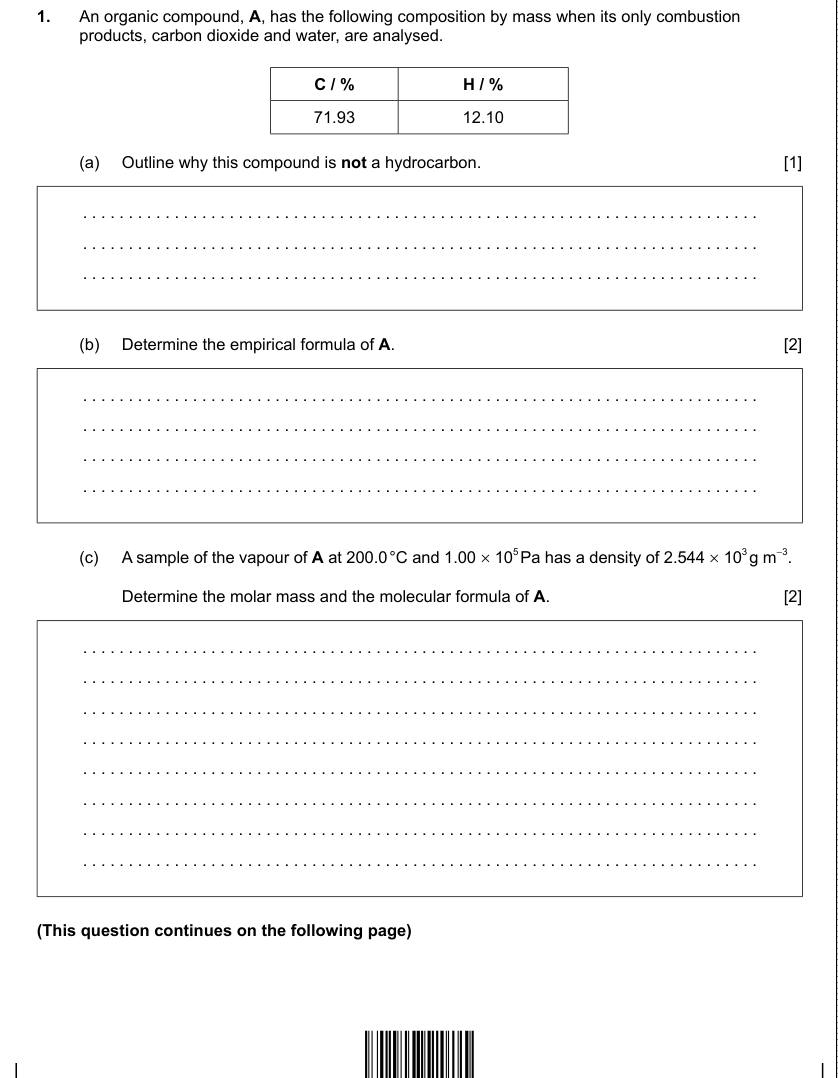 1. An organic compound, A, has the following composition by mass when its only combustion
products, carbon dioxide and water, are analysed.
C / % H / %
71.93 12.10
(a) Outline why this compound is not a hydrocarbon. [1]
(b) Determine the empirical formula of A. [2]
(c) A sample of the vapour of A at 200.0 °C and 1.00 × 10⁵ Pa has a density of 2.544 × 10³ g m⁻³.
Determine the molar mass and the molecular formula of A. [2]
(This question continues on the following page)